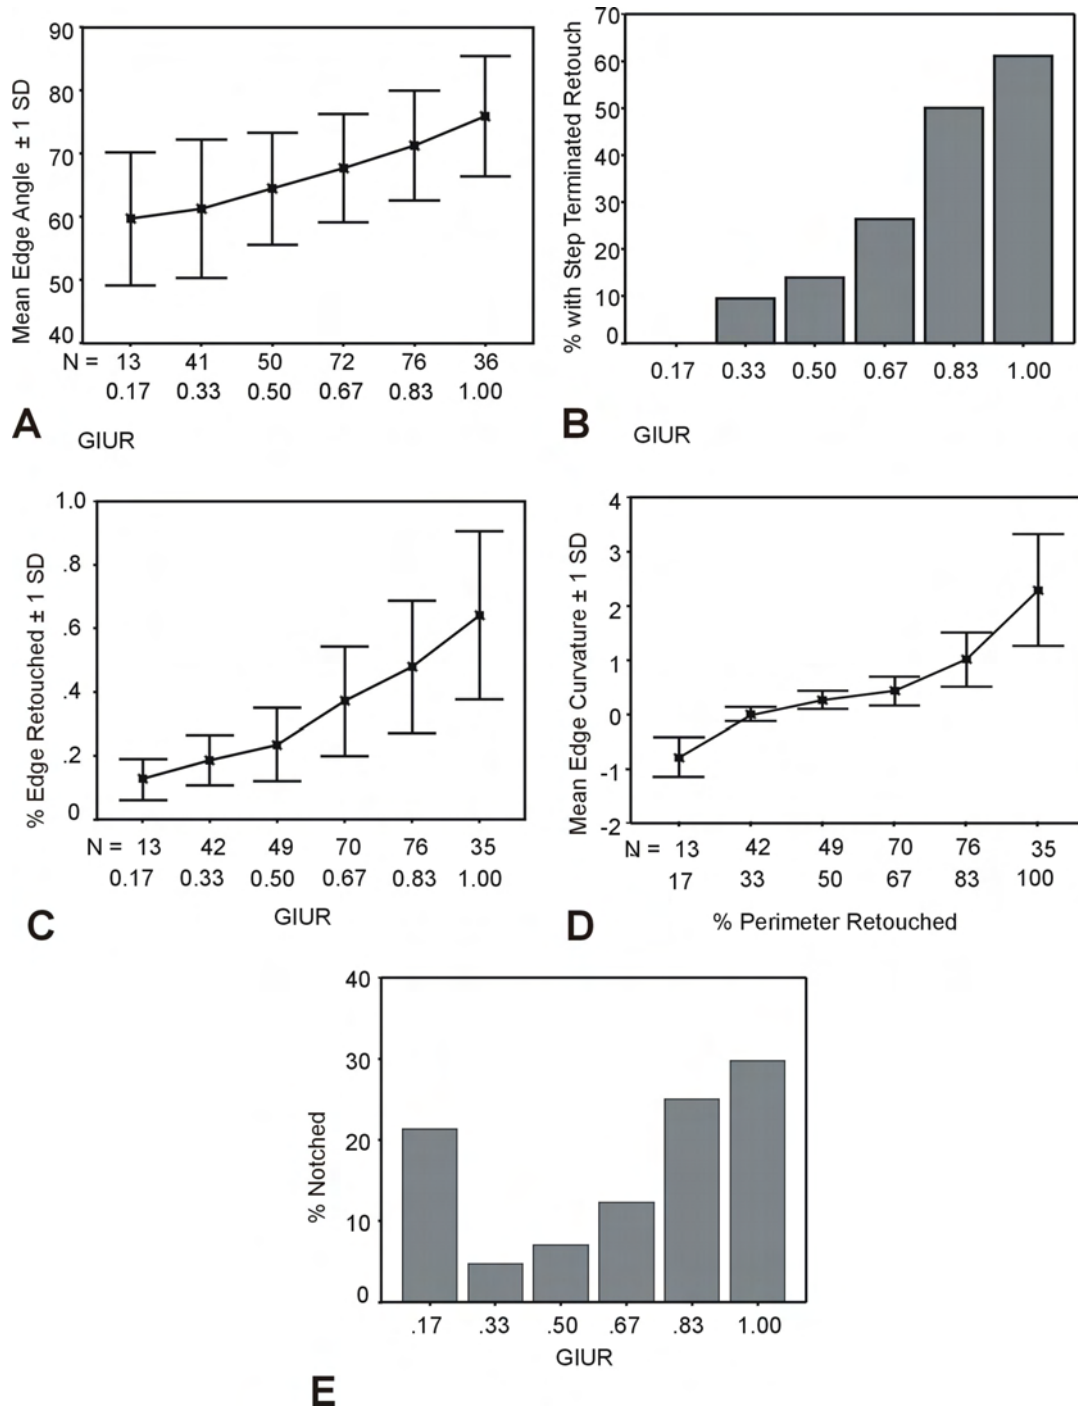 Mean Edge Angle ± 1 SD
90
80
70
60
50
40
N = 13 41 50 72 76 36
0.17 0.33 0.50 0.67 0.83 1.00
A GIUR
% with Step Terminated Retouch
70
60
50
40
30
20
10
0
0.17 0.33 0.50 0.67 0.83 1.00
B GIUR
% Edge Retouched ± 1 SD
1.0
.8
.6
.4
.2
0
N = 13 42 49 70 76 35
0.17 0.33 0.50 0.67 0.83 1.00
C GIUR
Mean Edge Curvature ± 1 SD
4
3
2
1
0
-1
-2
N = 13 42 49 70 76 35
17 33 50 67 83 100
D % Perimeter Retouched
% Notched
40
30
20
10
0
.17 .33 .50 .67 .83 1.00
GIUR
E